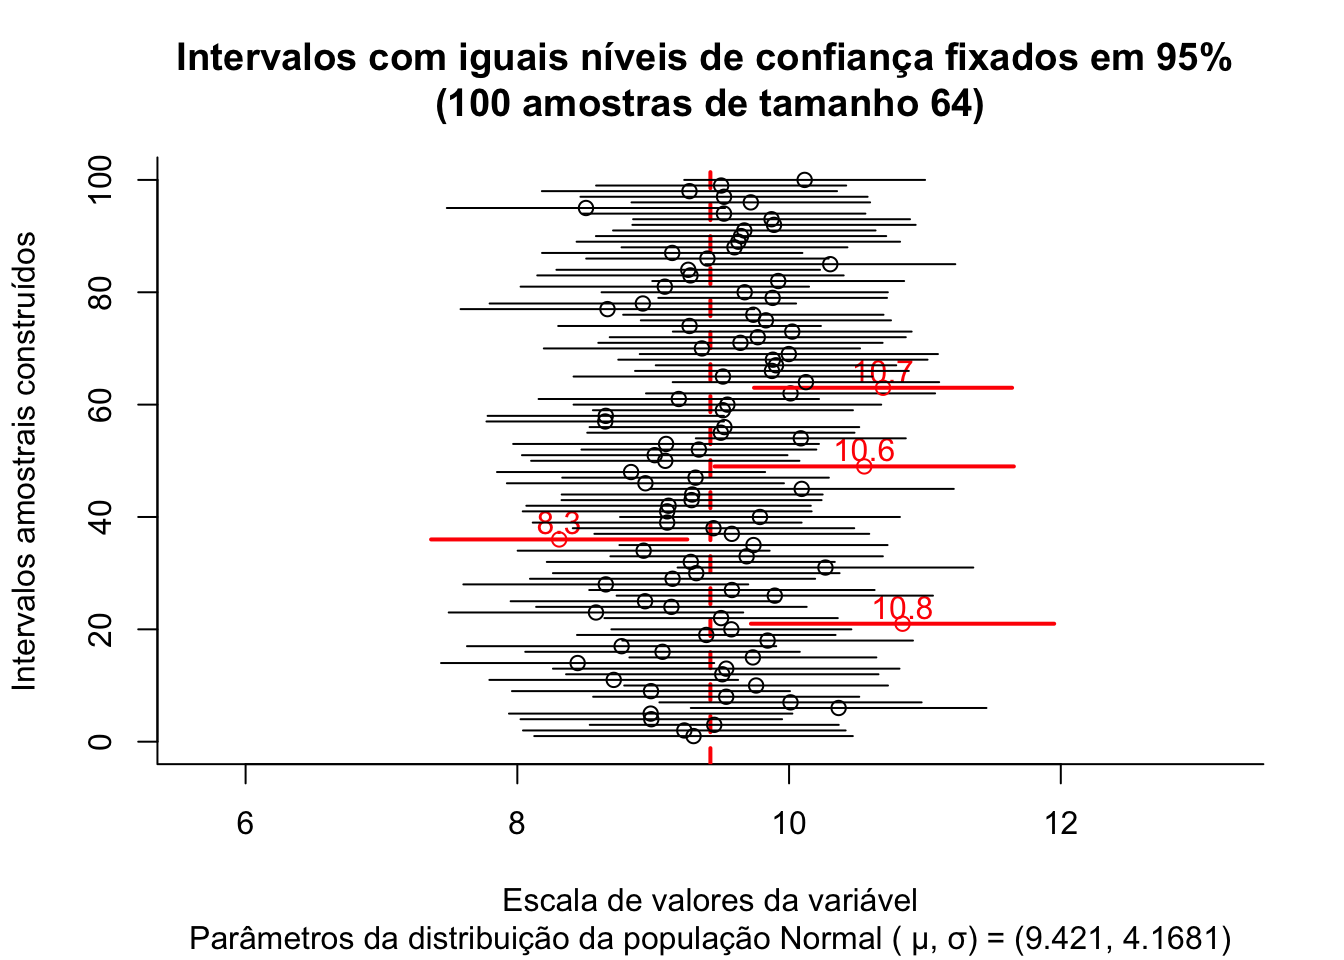 Intervalos com iguais níveis de confiança fixados em 95%
(100 amostras de tamanho 64)
Intervalos amostrais construídos
100
80
60
40
20
0
10.7
10.6
8.3
10.8
6
8
10
12
Escala de valores da variável
Parâmetros da distribuição da população Normal ( μ, σ) = (9.421, 4.1681)